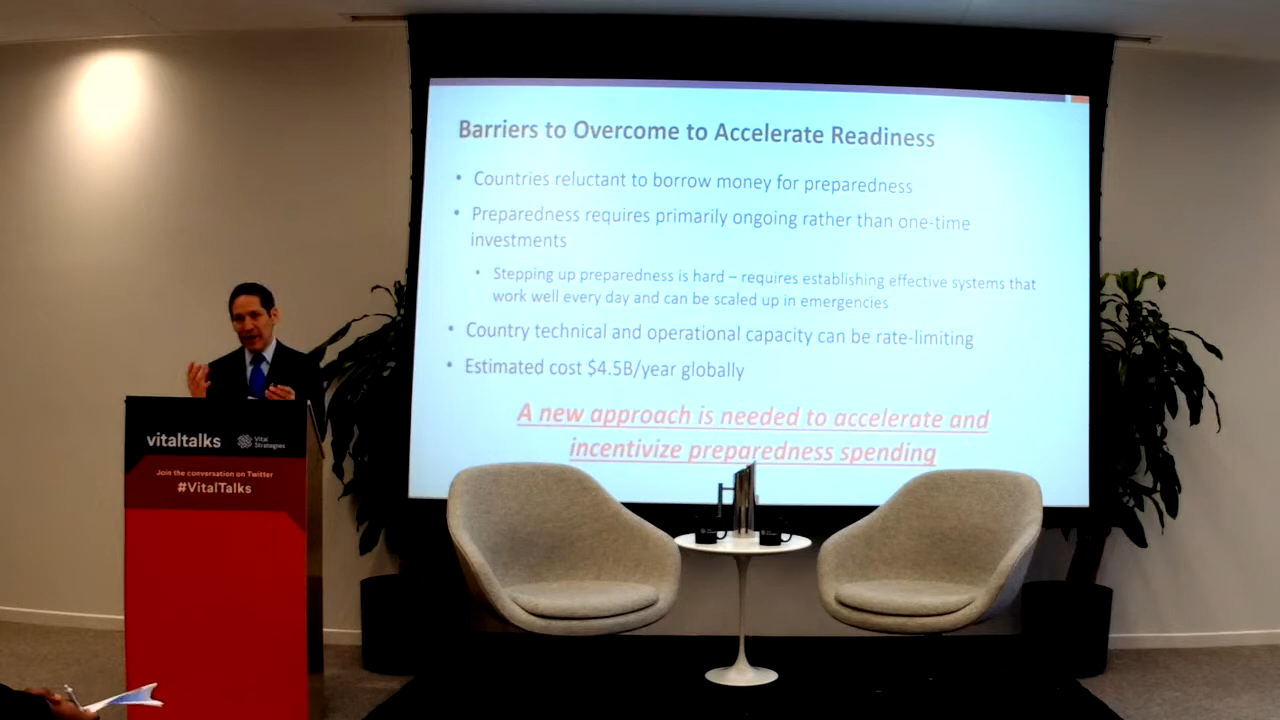 Barriers to Overcome to Accelerate Readiness
• Countries reluctant to borrow money for preparedness
• Preparedness requires primarily ongoing rather than one-time
investments
• Stepping up preparedness is hard – requires establishing effective systems that
work well every day and can be scaled up in emergencies
• Country technical and operational capacity can be rate-limiting
• Estimated cost $4.5B/year globally
A new approach is needed to accelerate and
incentivize preparedness spending
vitaltalks
Vital
Strategies
Join the conversation on Twitter
#VitalTalks